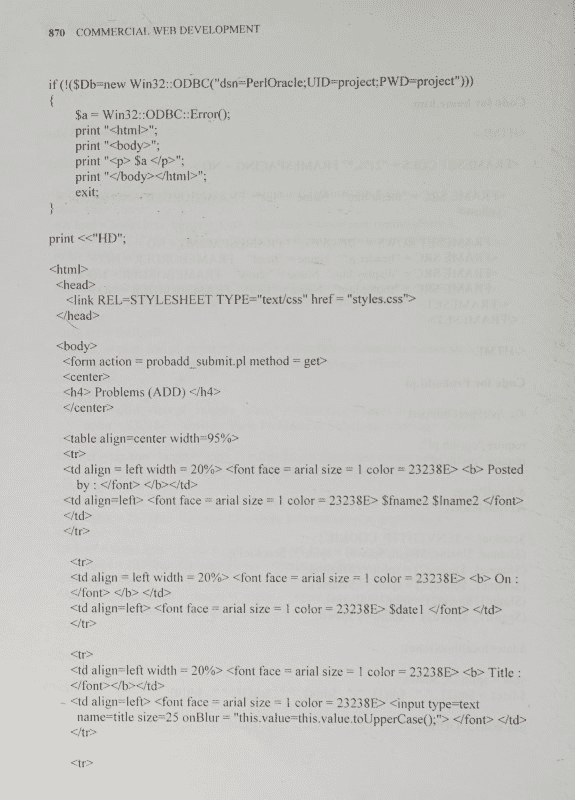 870 COMMERCIAL WEB DEVELOPMENT
if (!($Db=new Win32::ODBC("dsn=PerlOracle;UID=project;PWD=project")))
{
$a = Win32::ODBC::Error();
print "<html>";
print "<body>";
print "<p> $a </p>";
print "</body></html>";
exit;
}
print <<"HD";
<html>
<head>
<link REL=STYLESHEET TYPE="text/css" href = "styles.css">
</head>
<body>
<form action = probadd_submit.pl method = get>
<center>
<h4> Problems (ADD) </h4>
</center>
<table align=center width=95%>
<tr>
<td align = left width = 20%> <font face = arial size = 1 color = 23238E> <b> Posted
by : </font> </b></td>
<td align=left> <font face = arial size = 1 color = 23238E> $fname2 $lname2 </font>
</td>
</tr>
<tr>
<td align = left width = 20%> <font face = arial size = 1 color = 23238E> <b> On :
</font> </b> </td>
<td align=left> <font face = arial size = 1 color = 23238E> $date1 </font> </td>
</tr>
<tr>
<td align=left width = 20%> <font face = arial size = 1 color = 23238E> <b> Title :
</font></b></td>
<td align=left> <font face = arial size = 1 color = 23238E> <input type=text
name=title size=25 onBlur = "this.value=this.value.toUpperCase();"> </font> </td>
</tr>
<tr>